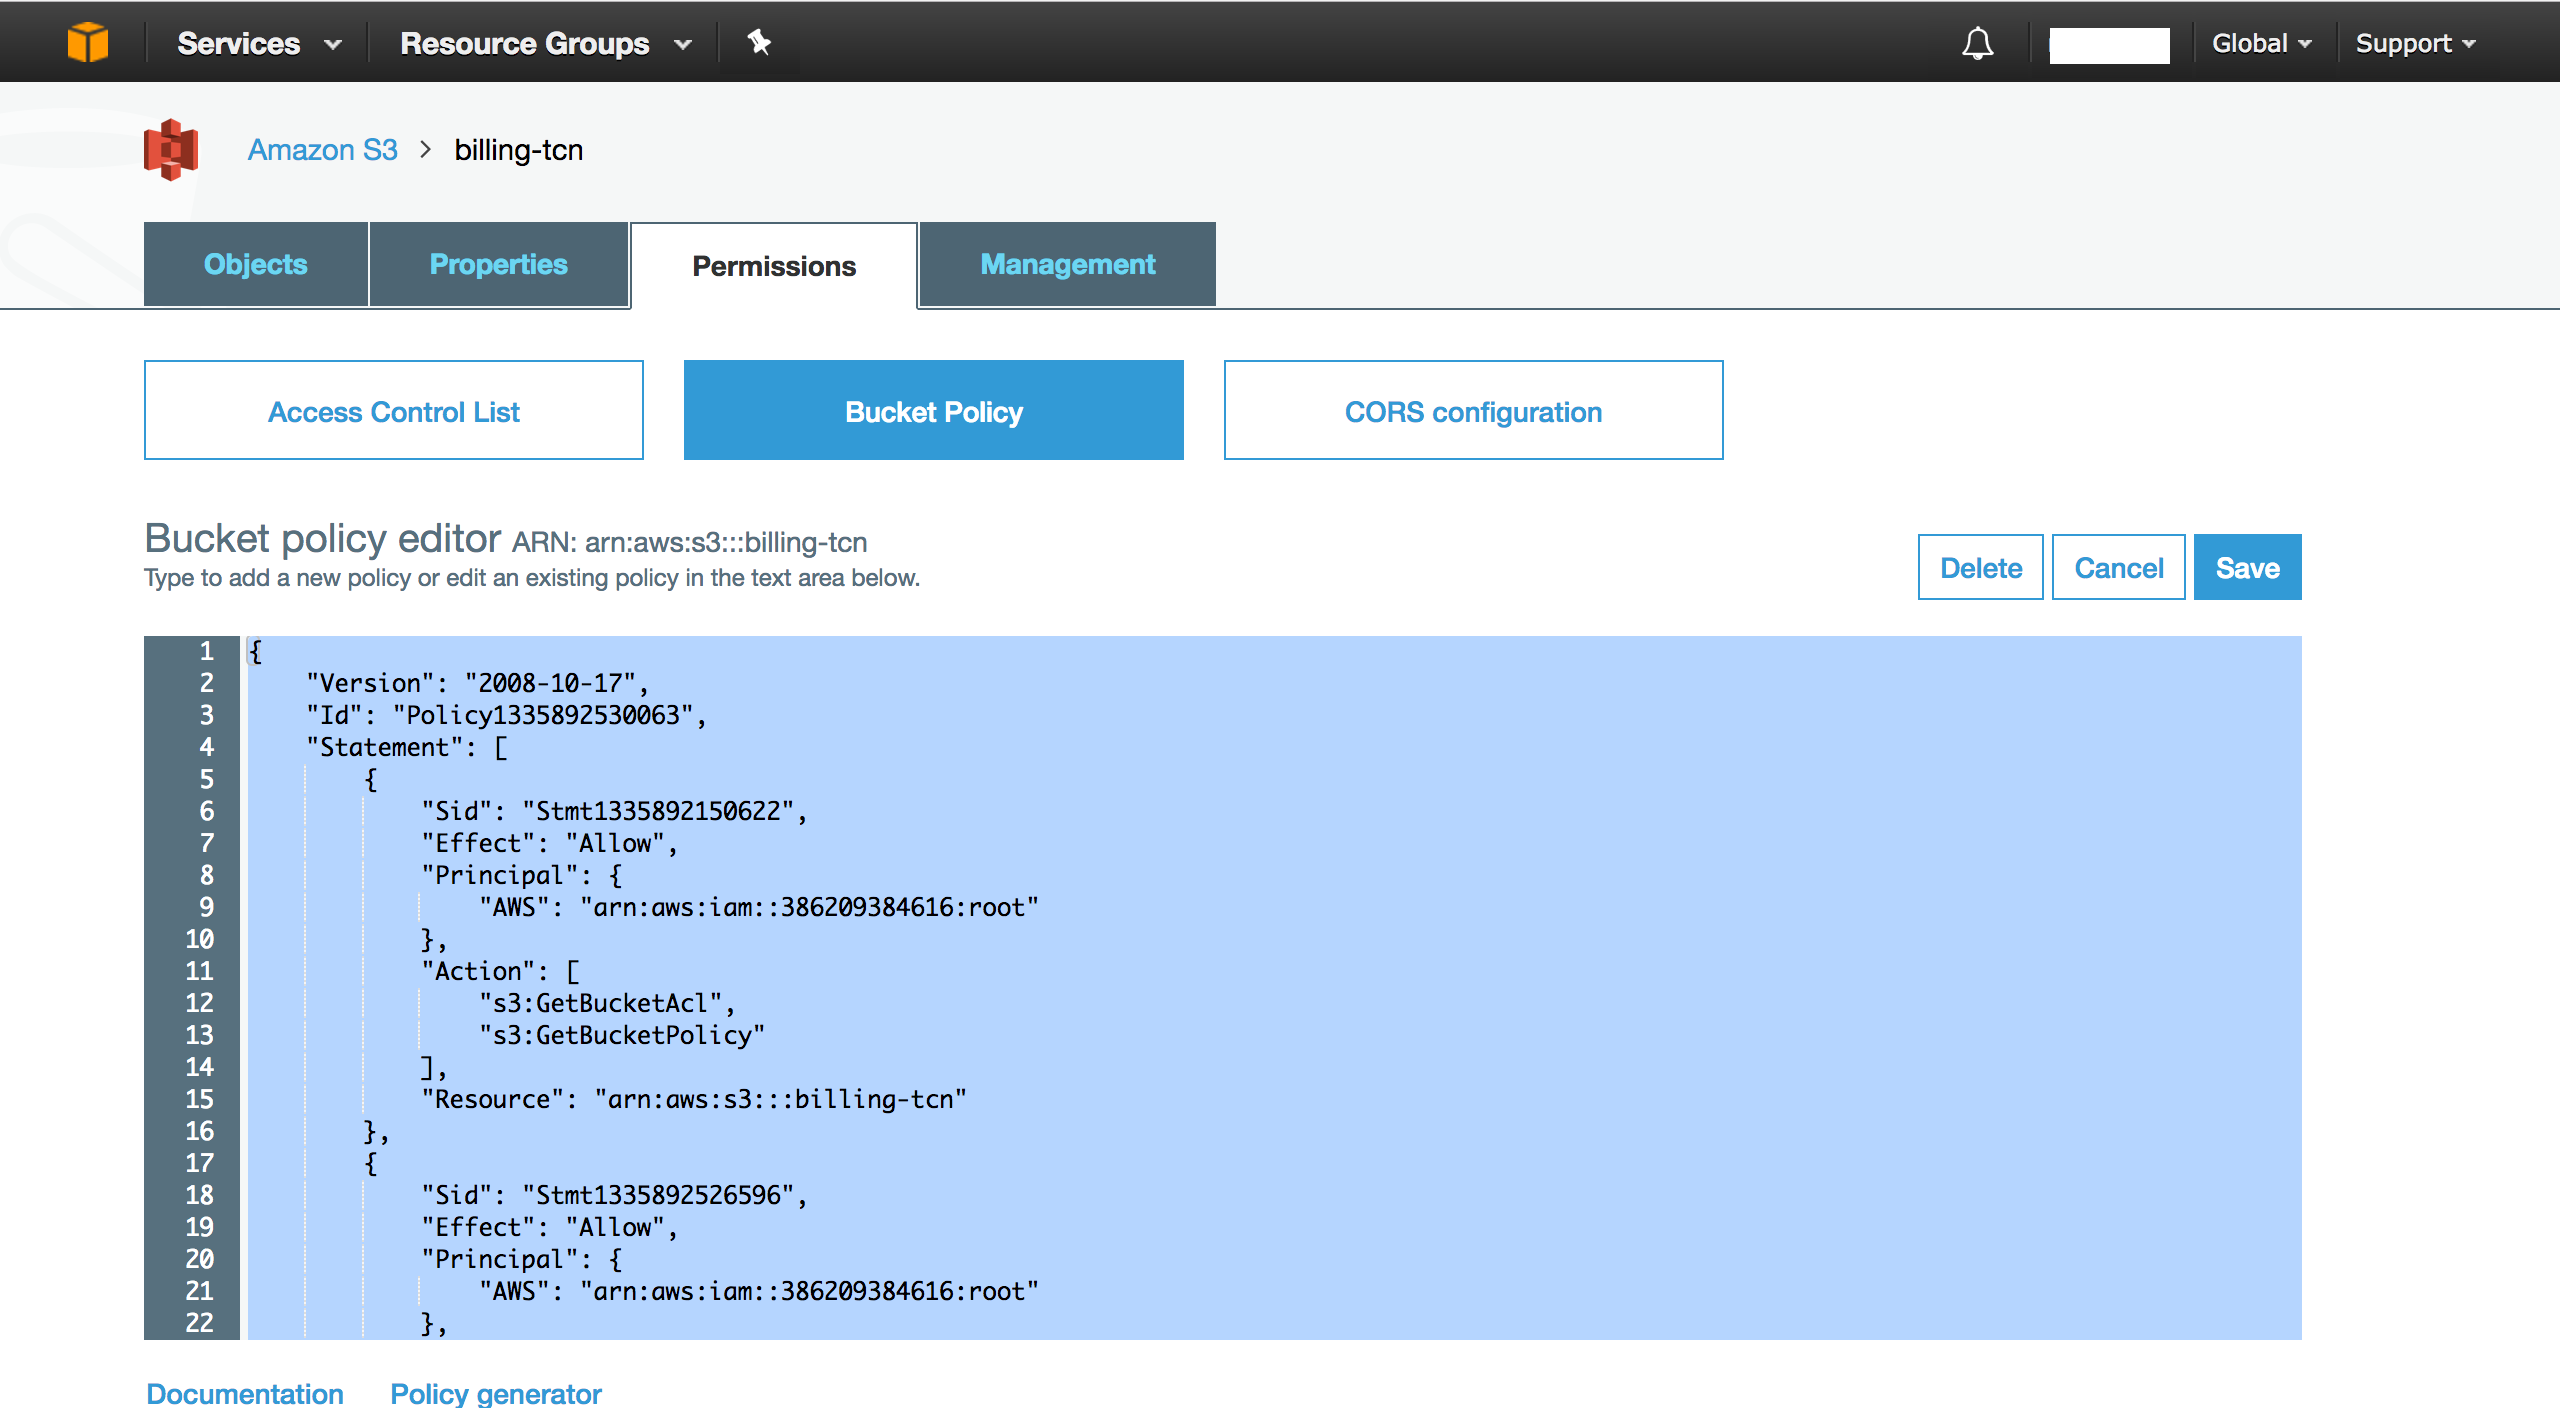 Services Resource Groups Global Support
Amazon S3 > billing-tcn
Objects Properties Permissions Management
Access Control List Bucket Policy CORS configuration
Bucket policy editor ARN: arn:aws:s3:::billing-tcn
Type to add a new policy or edit an existing policy in the text area below.
Delete Cancel Save
1 {
2 "Version": "2008-10-17",
3 "Id": "Policy1335892530063",
4 "Statement": [
5 {
6 "Sid": "Stmt1335892150622",
7 "Effect": "Allow",
8 "Principal": {
9 "AWS": "arn:aws:iam::386209384616:root"
10 },
11 "Action": [
12 "s3:GetBucketAcl",
13 "s3:GetBucketPolicy"
14 ],
15 "Resource": "arn:aws:s3:::billing-tcn"
16 },
17 {
18 "Sid": "Stmt1335892526596",
19 "Effect": "Allow",
20 "Principal": {
21 "AWS": "arn:aws:iam::386209384616:root"
22 },
Documentation Policy generator